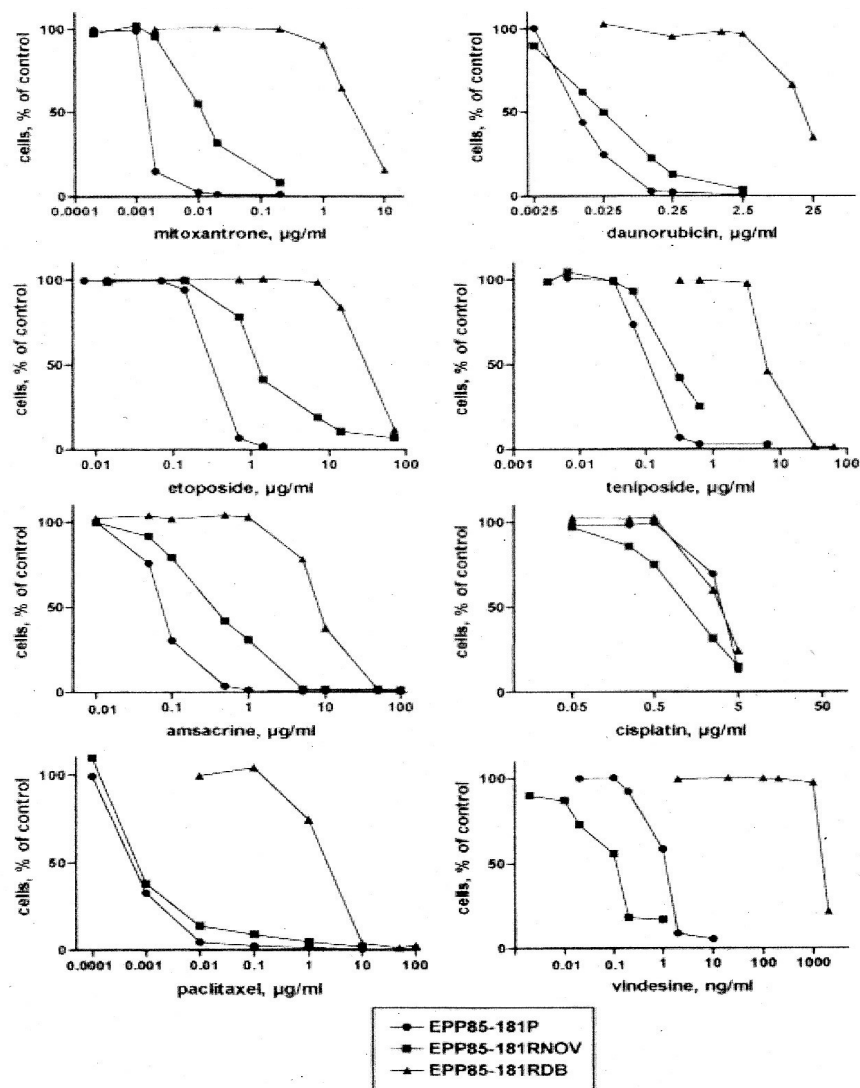 cells, % of control
100
50
0
0.0001 0.001 0.01 0.1 1 10
mitoxantrone, µg/ml
cells, % of control
100
50
0
0.0025 0.025 0.25 2.5 25
daunorubicin, µg/ml
cells, % of control
100
50
0
0.01 0.1 1 10 100
etoposide, µg/ml
cells, % of control
100
50
0
0.001 0.01 0.1 1 10 100
teniposide, µg/ml
cells, % of control
100
50
0
0.01 0.1 1 10 100
amsacrine, µg/ml
cells, % of control
100
50
0
0.05 0.5 5 50
cisplatin, µg/ml
cells, % of control
100
50
0
0.0001 0.001 0.01 0.1 1 10 100
paclitaxel, µg/ml
cells, % of control
100
50
0
0.01 0.1 1 10 100 1000
vindesine, ng/ml
EPP85-181P
EPP85-181RNOV
EPP85-181RDB